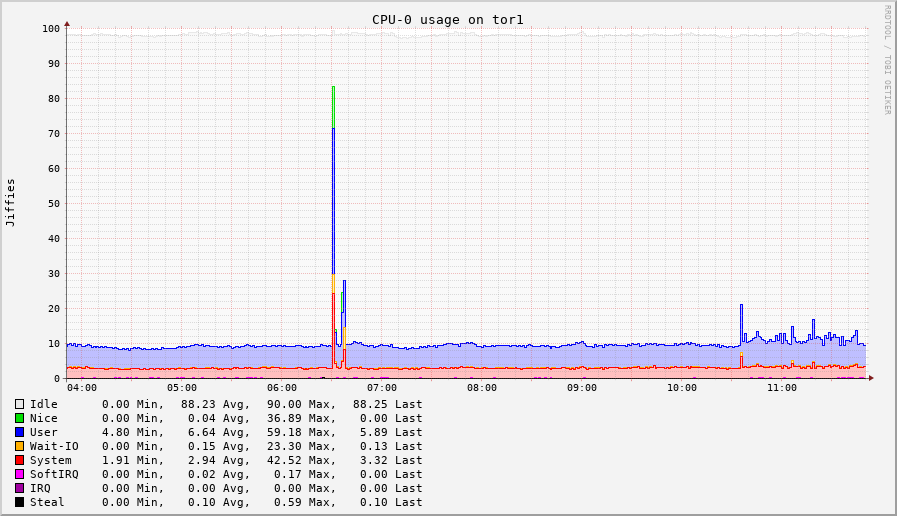 CPU-0 usage on tor1
RRDTOOL / TOBI OETIKER
Jiffies
100
90
80
70
60
50
40
30
20
10
0
04:00 05:00 06:00 07:00 08:00 09:00 10:00 11:00
Idle 0.00 Min, 88.23 Avg, 90.00 Max, 88.25 Last
Nice 0.00 Min, 0.04 Avg, 36.89 Max, 0.00 Last
User 4.80 Min, 6.64 Avg, 59.18 Max, 5.89 Last
Wait-IO 0.00 Min, 0.15 Avg, 23.30 Max, 0.13 Last
System 1.91 Min, 2.94 Avg, 42.52 Max, 3.32 Last
SoftIRQ 0.00 Min, 0.02 Avg, 0.17 Max, 0.00 Last
IRQ 0.00 Min, 0.00 Avg, 0.00 Max, 0.00 Last
Steal 0.00 Min, 0.10 Avg, 0.59 Max, 0.10 Last